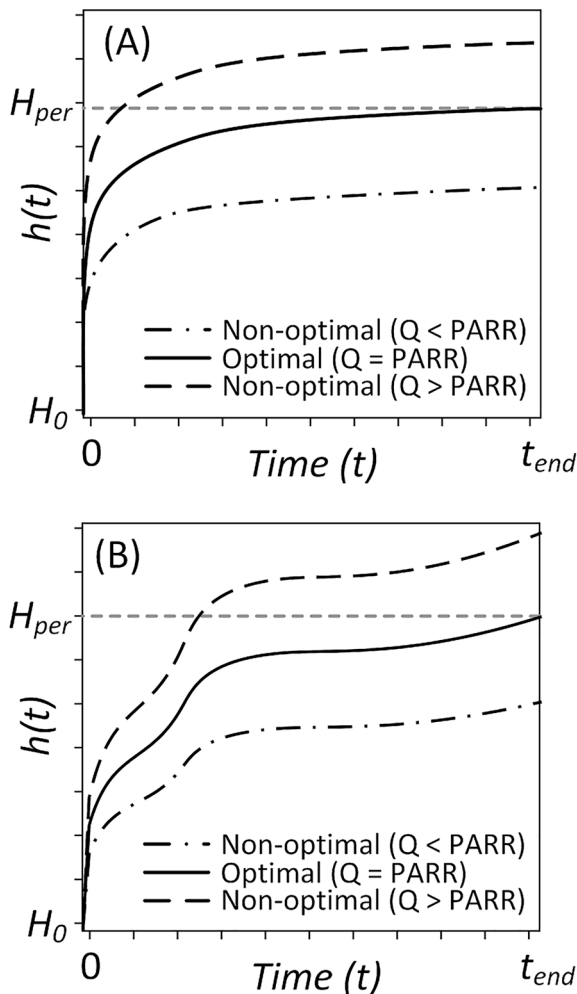 (A)
H_per
h(t)
Non-optimal (Q < PARR)
Optimal (Q = PARR)
Non-optimal (Q > PARR)
H_0
0
Time (t)
t_end
(B)
H_per
h(t)
Non-optimal (Q < PARR)
Optimal (Q = PARR)
Non-optimal (Q > PARR)
H_0
0
Time (t)
t_end